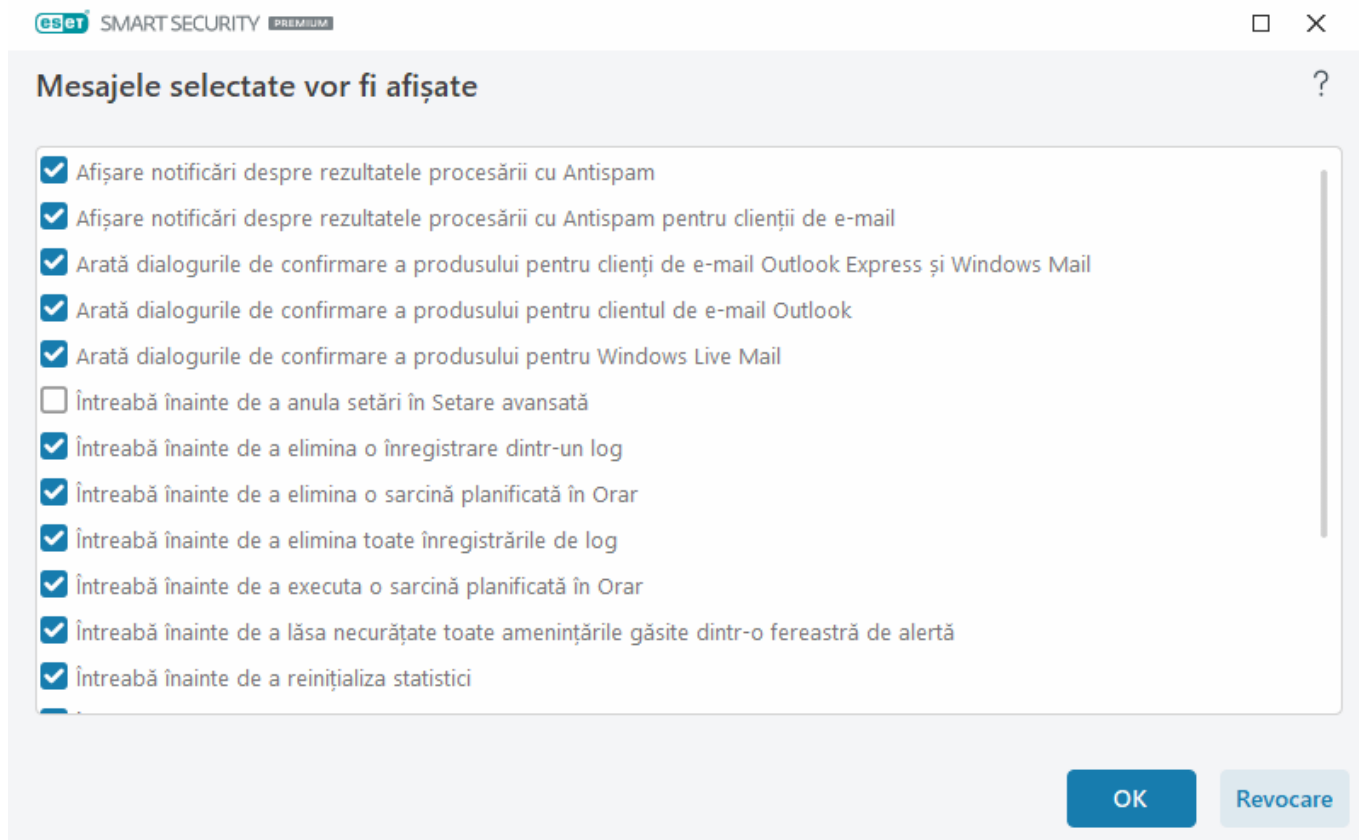 eset SMART SECURITY PREMIUM
Mesajele selectate vor fi afișate
?
Afișare notificări despre rezultatele procesării cu Antispam
Afișare notificări despre rezultatele procesării cu Antispam pentru clienții de e-mail
Arată dialogurile de confirmare a produsului pentru clienți de e-mail Outlook Express și Windows Mail
Arată dialogurile de confirmare a produsului pentru clientul de e-mail Outlook
Arată dialogurile de confirmare a produsului pentru Windows Live Mail
Întreabă înainte de a anula setări în Setare avansată
Întreabă înainte de a elimina o înregistrare dintr-un log
Întreabă înainte de a elimina o sarcină planificată în Orar
Întreabă înainte de a elimina toate înregistrările de log
Întreabă înainte de a executa o sarcină planificată în Orar
Întreabă înainte de a lăsa necurățate toate amenințările găsite dintr-o fereastră de alertă
Întreabă înainte de a reinițializa statistici
OK
Revocare